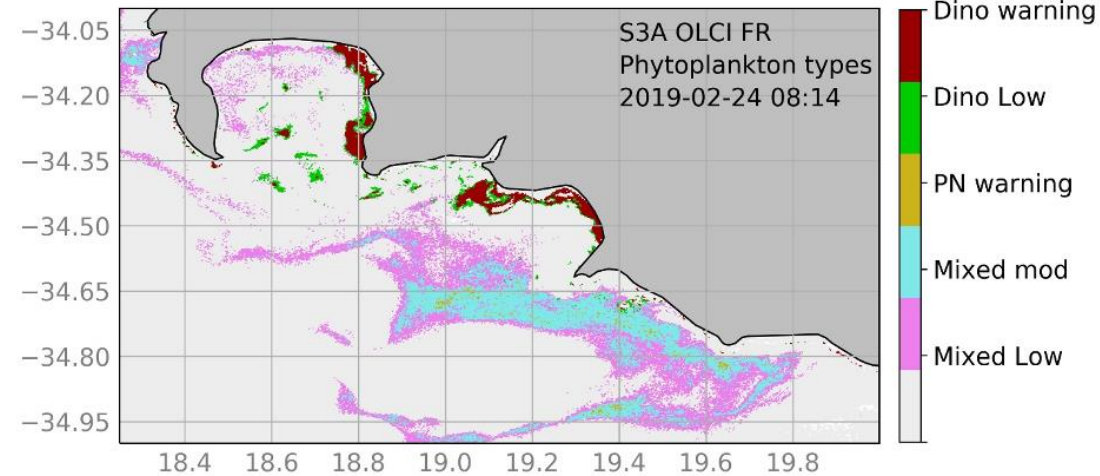 S3A OLCI FR
Phytoplankton types
2019-02-24 08:14
−34.05
−34.20
−34.35
−34.50
−34.65
−34.80
−34.95
18.4 18.6 18.8 19.0 19.2 19.4 19.6 19.8
Dino warning
Dino Low
PN warning
Mixed mod
Mixed Low